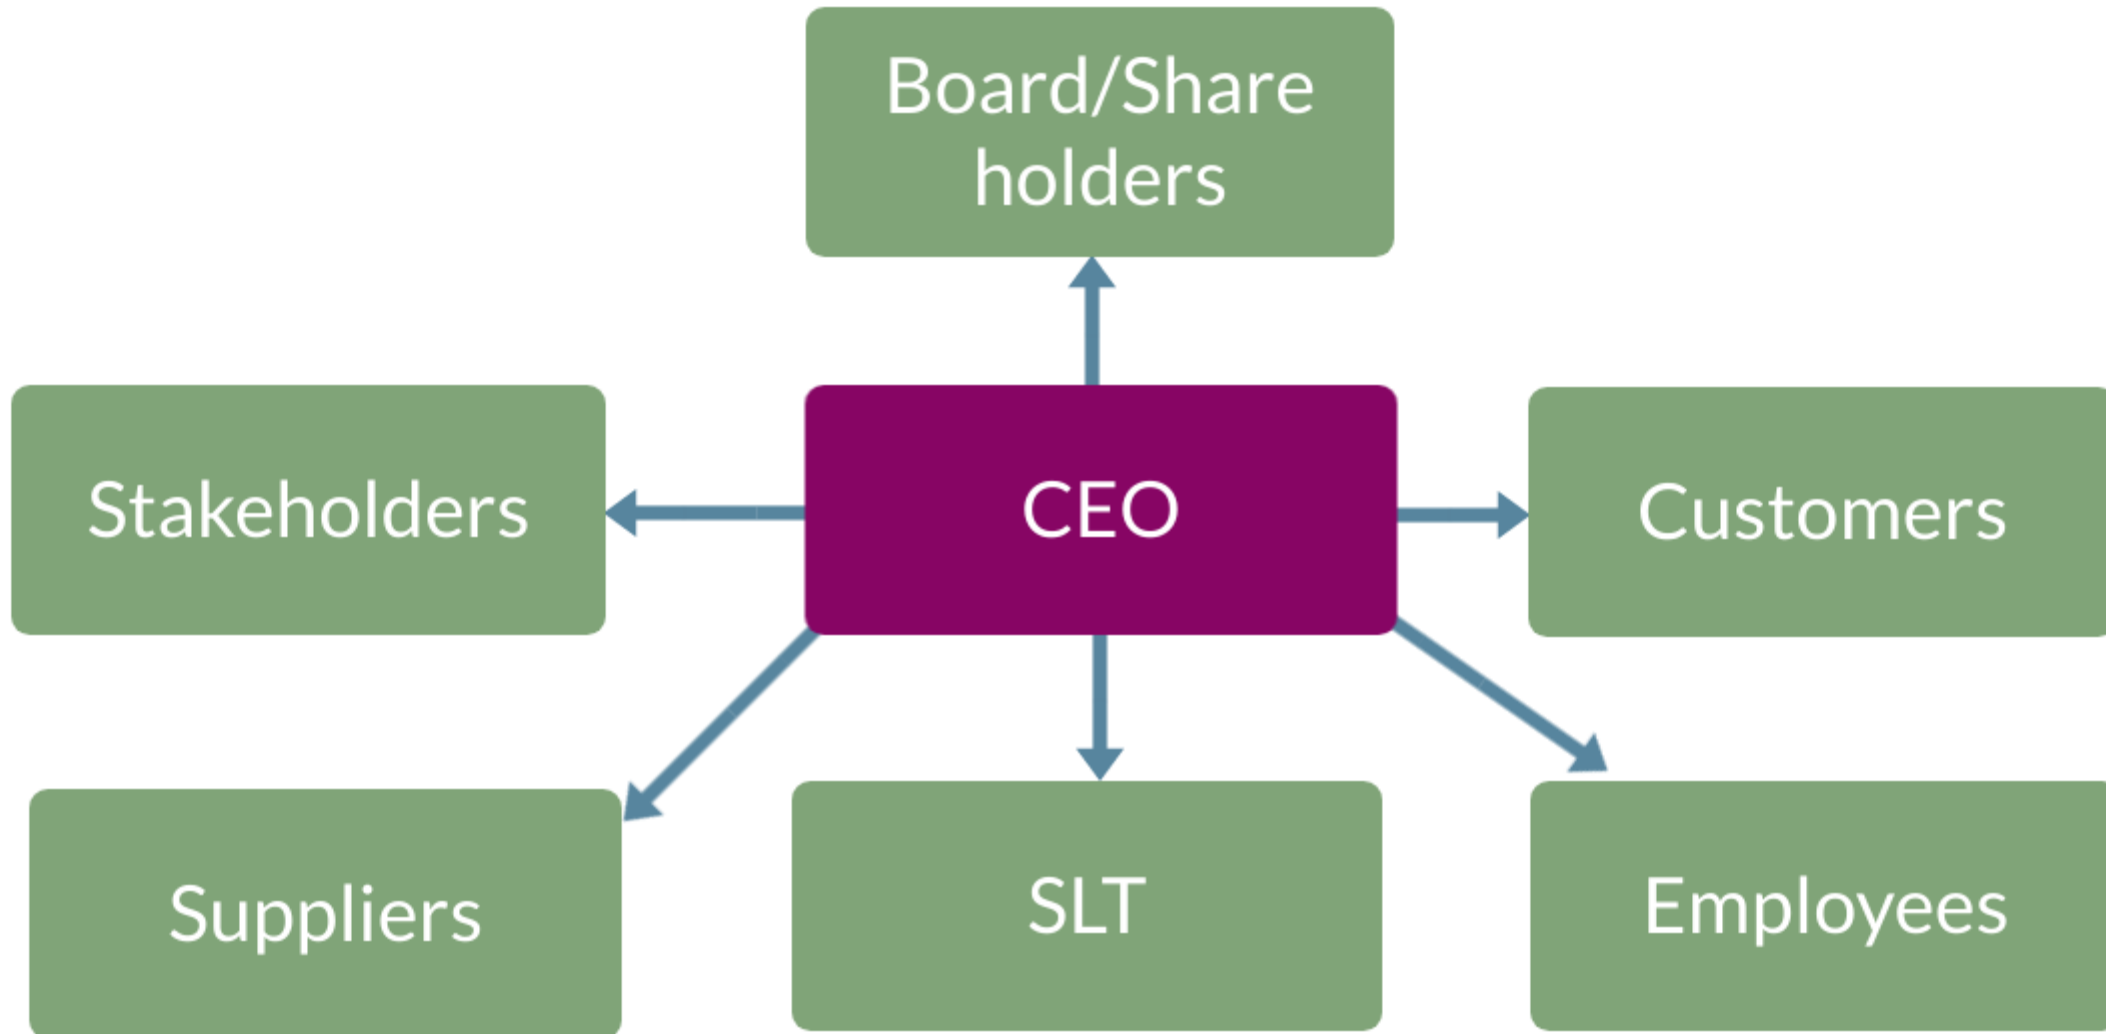 Board/Share
holders
Stakeholders
CEO
Customers
Suppliers
SLT
Employees